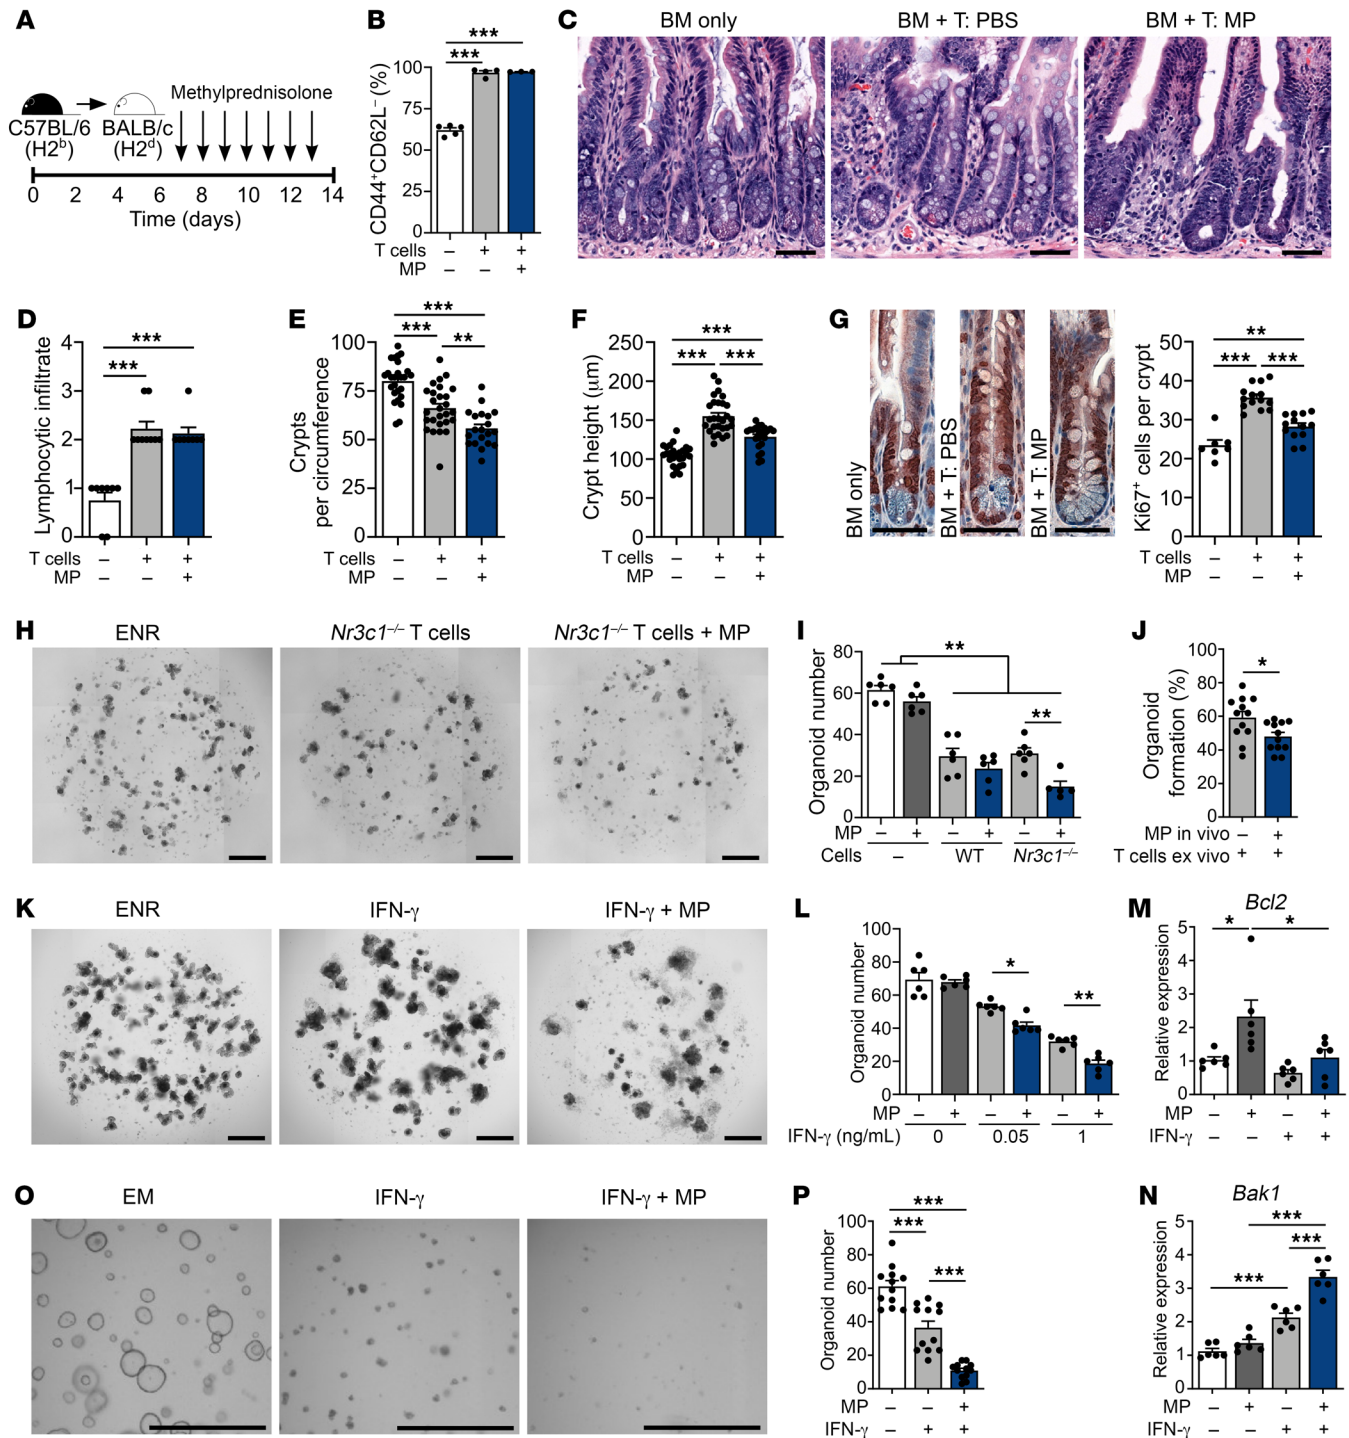 A
C57BL/6
(H2b)
BALB/c
(H2d)
Methylprednisolone
0 2 4 6 8 10 12 14
Time (days)
B
CD44+CD62L– (%)
100
75
50
25
0
***
***
T cells – + +
MP – – +
C
BM only
BM + T: PBS
BM + T: MP
D
Lymphocytic infiltrate
4
3
2
1
0
***
***
T cells – + +
MP – – +
E
Crypts
per circumference
100
75
50
25
0
***
*** **
T cells – + +
MP – – +
F
Crypt height (μm)
250
200
150
100
50
0
***
*** ***
T cells – + +
MP – – +
G
BM only
BM + T: PBS
BM + T: MP
Ki67+ cells per crypt
50
40
30
20
10
0
**
*** ***
T cells – + +
MP – – +
H
ENR
Nr3c1–/– T cells
Nr3c1–/– T cells + MP
I
Organoid number
80
60
40
20
0
**
**
MP – + – + – +
Cells – WT Nr3c1–/–
J
Organoid
formation (%)
100
80
60
40
20
0
*
MP in vivo – +
T cells ex vivo + +
K
ENR
IFN-γ
IFN-γ + MP
L
Organoid number
100
80
60
40
20
0
*
**
MP – + – + – +
IFN-γ (ng/mL) 0 0.05 1
M
Bcl2
Relative expression
5
4
3
2
1
0
* *
MP – + – +
IFN-γ – – + +
O
EM
IFN-γ
IFN-γ + MP
P
Organoid number
100
80
60
40
20
0
***
***
***
MP – – +
IFN-γ – + +
N
Bak1
Relative expression
5
4
3
2
1
0
***
***
***
MP – + – +
IFN-γ – – + +